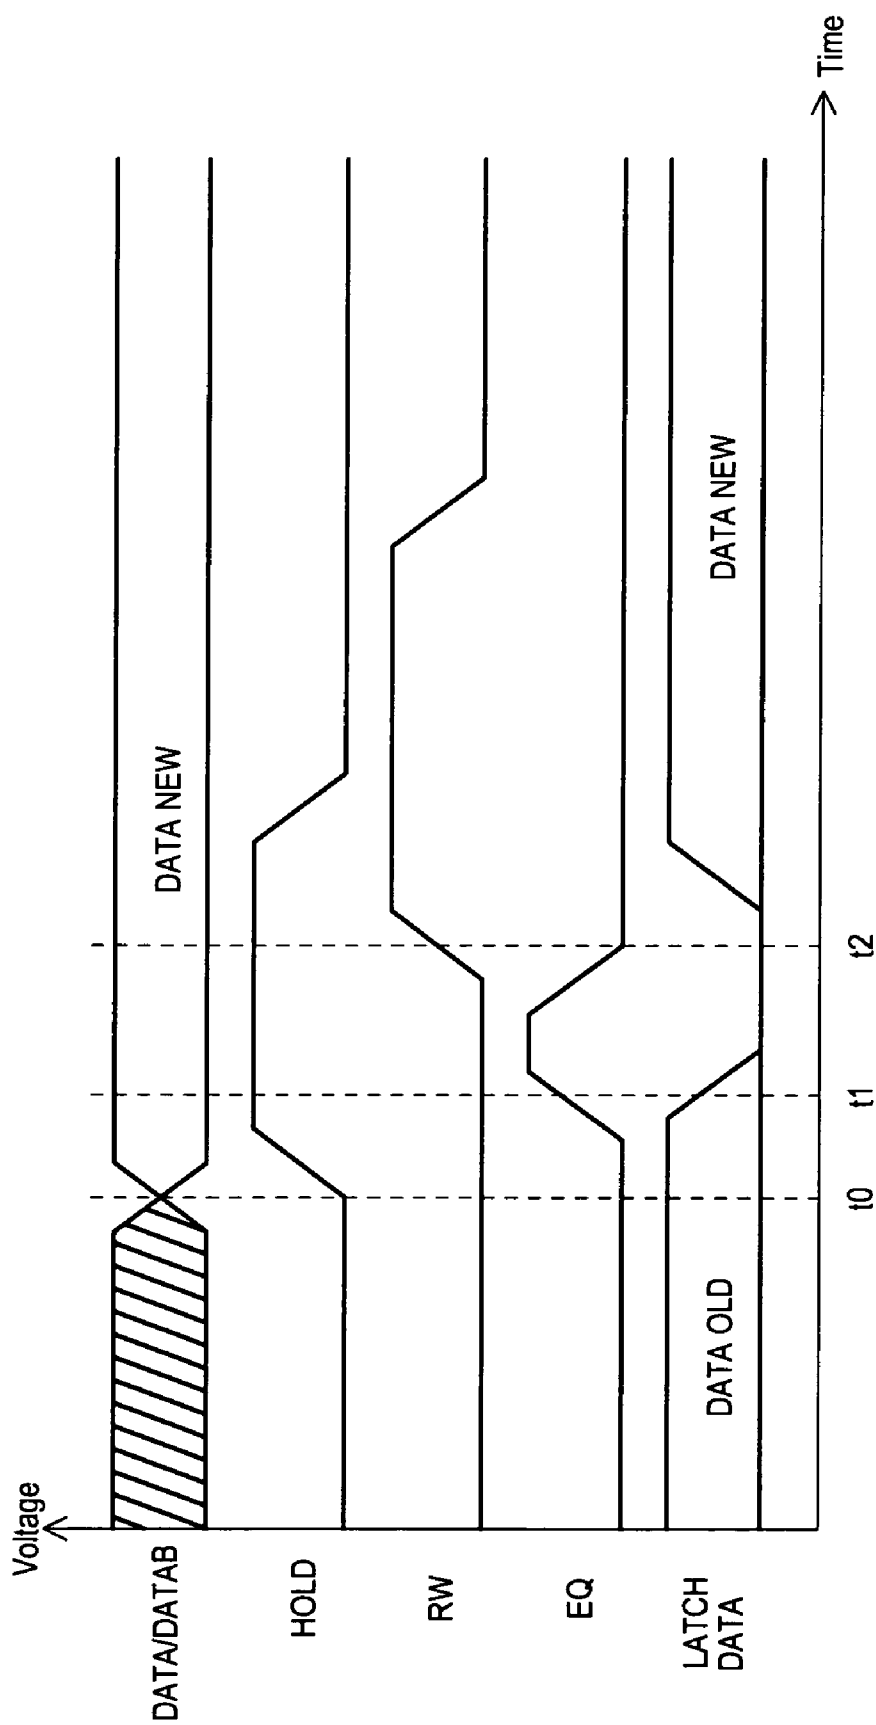 Voltage
DATA/DATAB
DATA NEW
HOLD
RW
EQ
LATCH
DATA
DATA OLD
DATA NEW
t0
t1
t2
Time